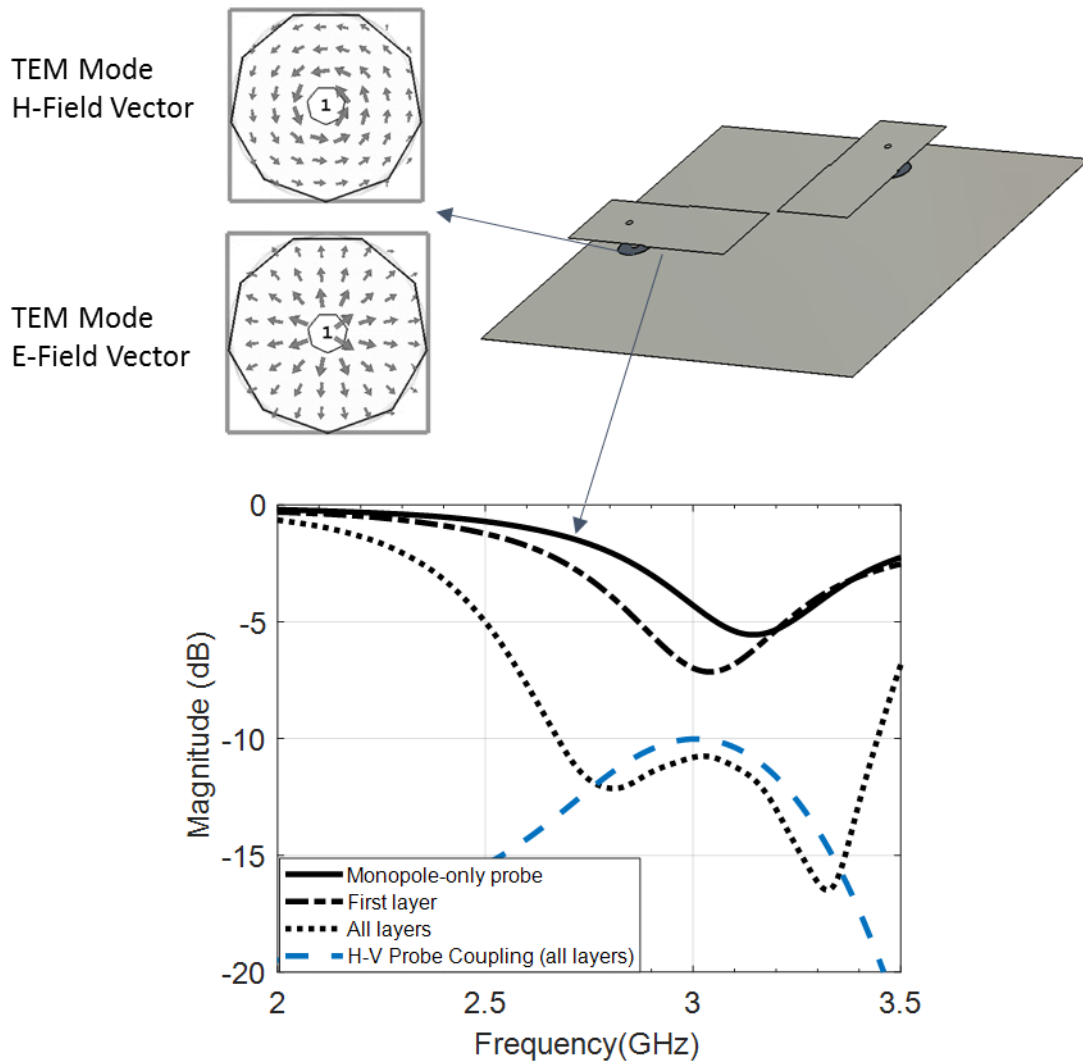 TEM Mode
H-Field Vector
1
TEM Mode
E-Field Vector
1
0
-5
-10
-15
-20
Magnitude (dB)
Monopole-only probe
First layer
All layers
H-V Probe Coupling (all layers)
2
2.5
3
3.5
Frequency(GHz)